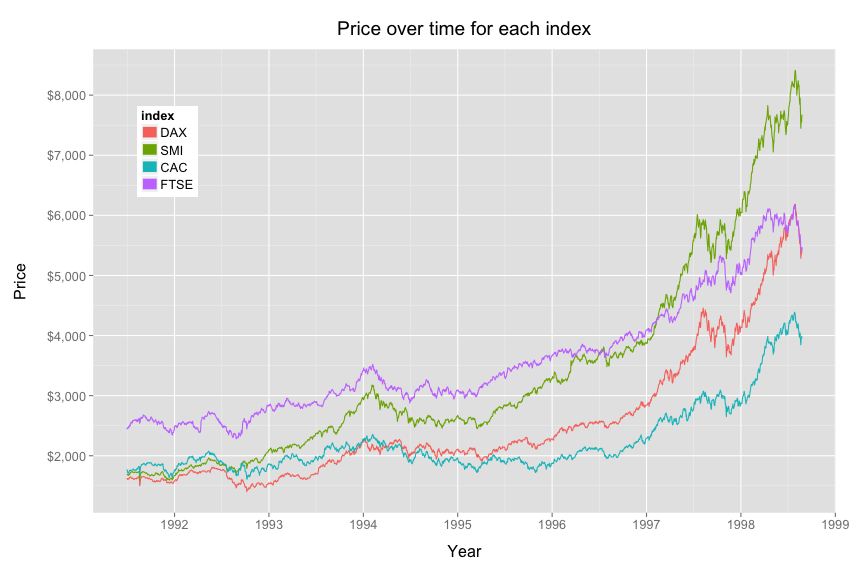 Price over time for each index
$8,000
$7,000
$6,000
$5,000
$4,000
$3,000
$2,000
Price
index
DAX
SMI
CAC
FTSE
1992 1993 1994 1995 1996 1997 1998 1999
Year